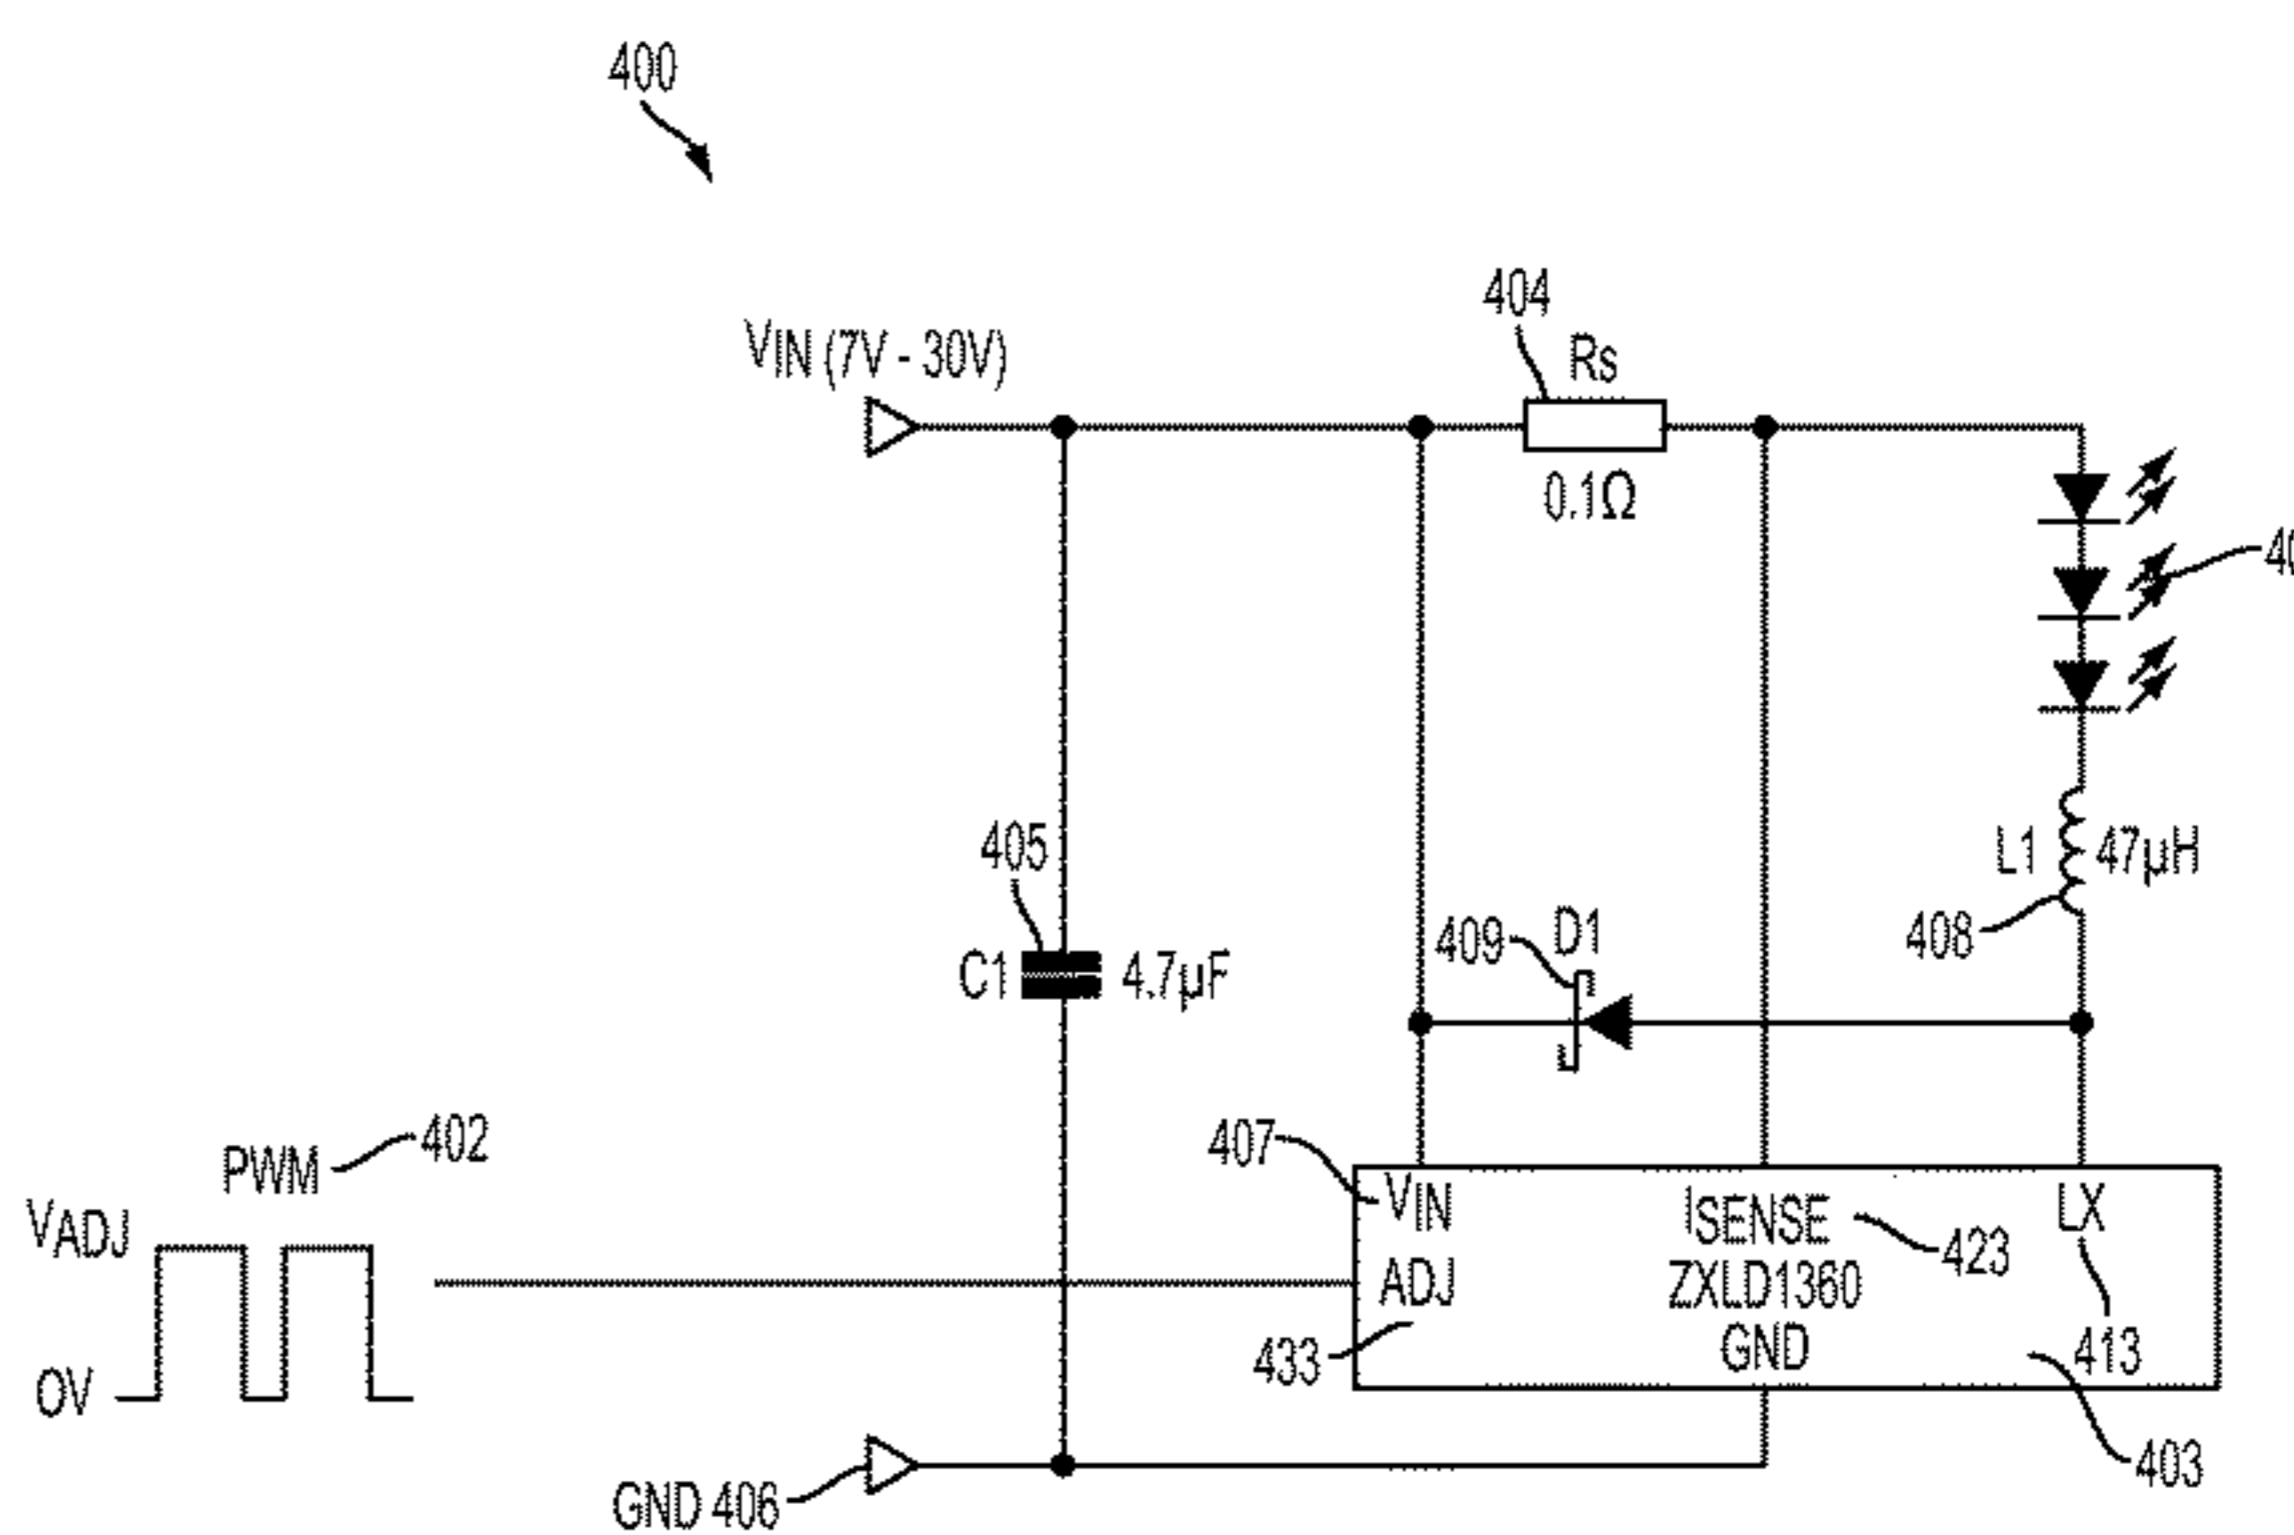 400
404
VIN (7V - 30V)
Rs
0.1Ω
405
L1 47μH
409 D1
408
C1 4.7μF
PWM 402
407
VADJ
VIN ISENSE LX
423
ADJ ZXLD1360
433 GND 413
0V
403
GND 406